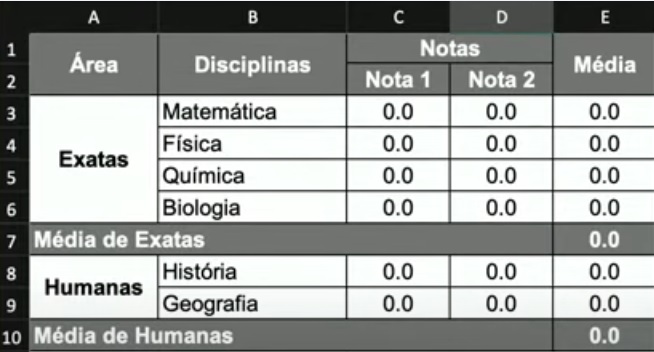 A B C D E
1 Área Disciplinas Notas Média
2 Nota 1 Nota 2
3 Exatas Matemática 0.0 0.0 0.0
4 Física 0.0 0.0 0.0
5 Química 0.0 0.0 0.0
6 Biologia 0.0 0.0 0.0
7 Média de Exatas 0.0
8 Humanas História 0.0 0.0 0.0
9 Geografia 0.0 0.0 0.0
10 Média de Humanas 0.0